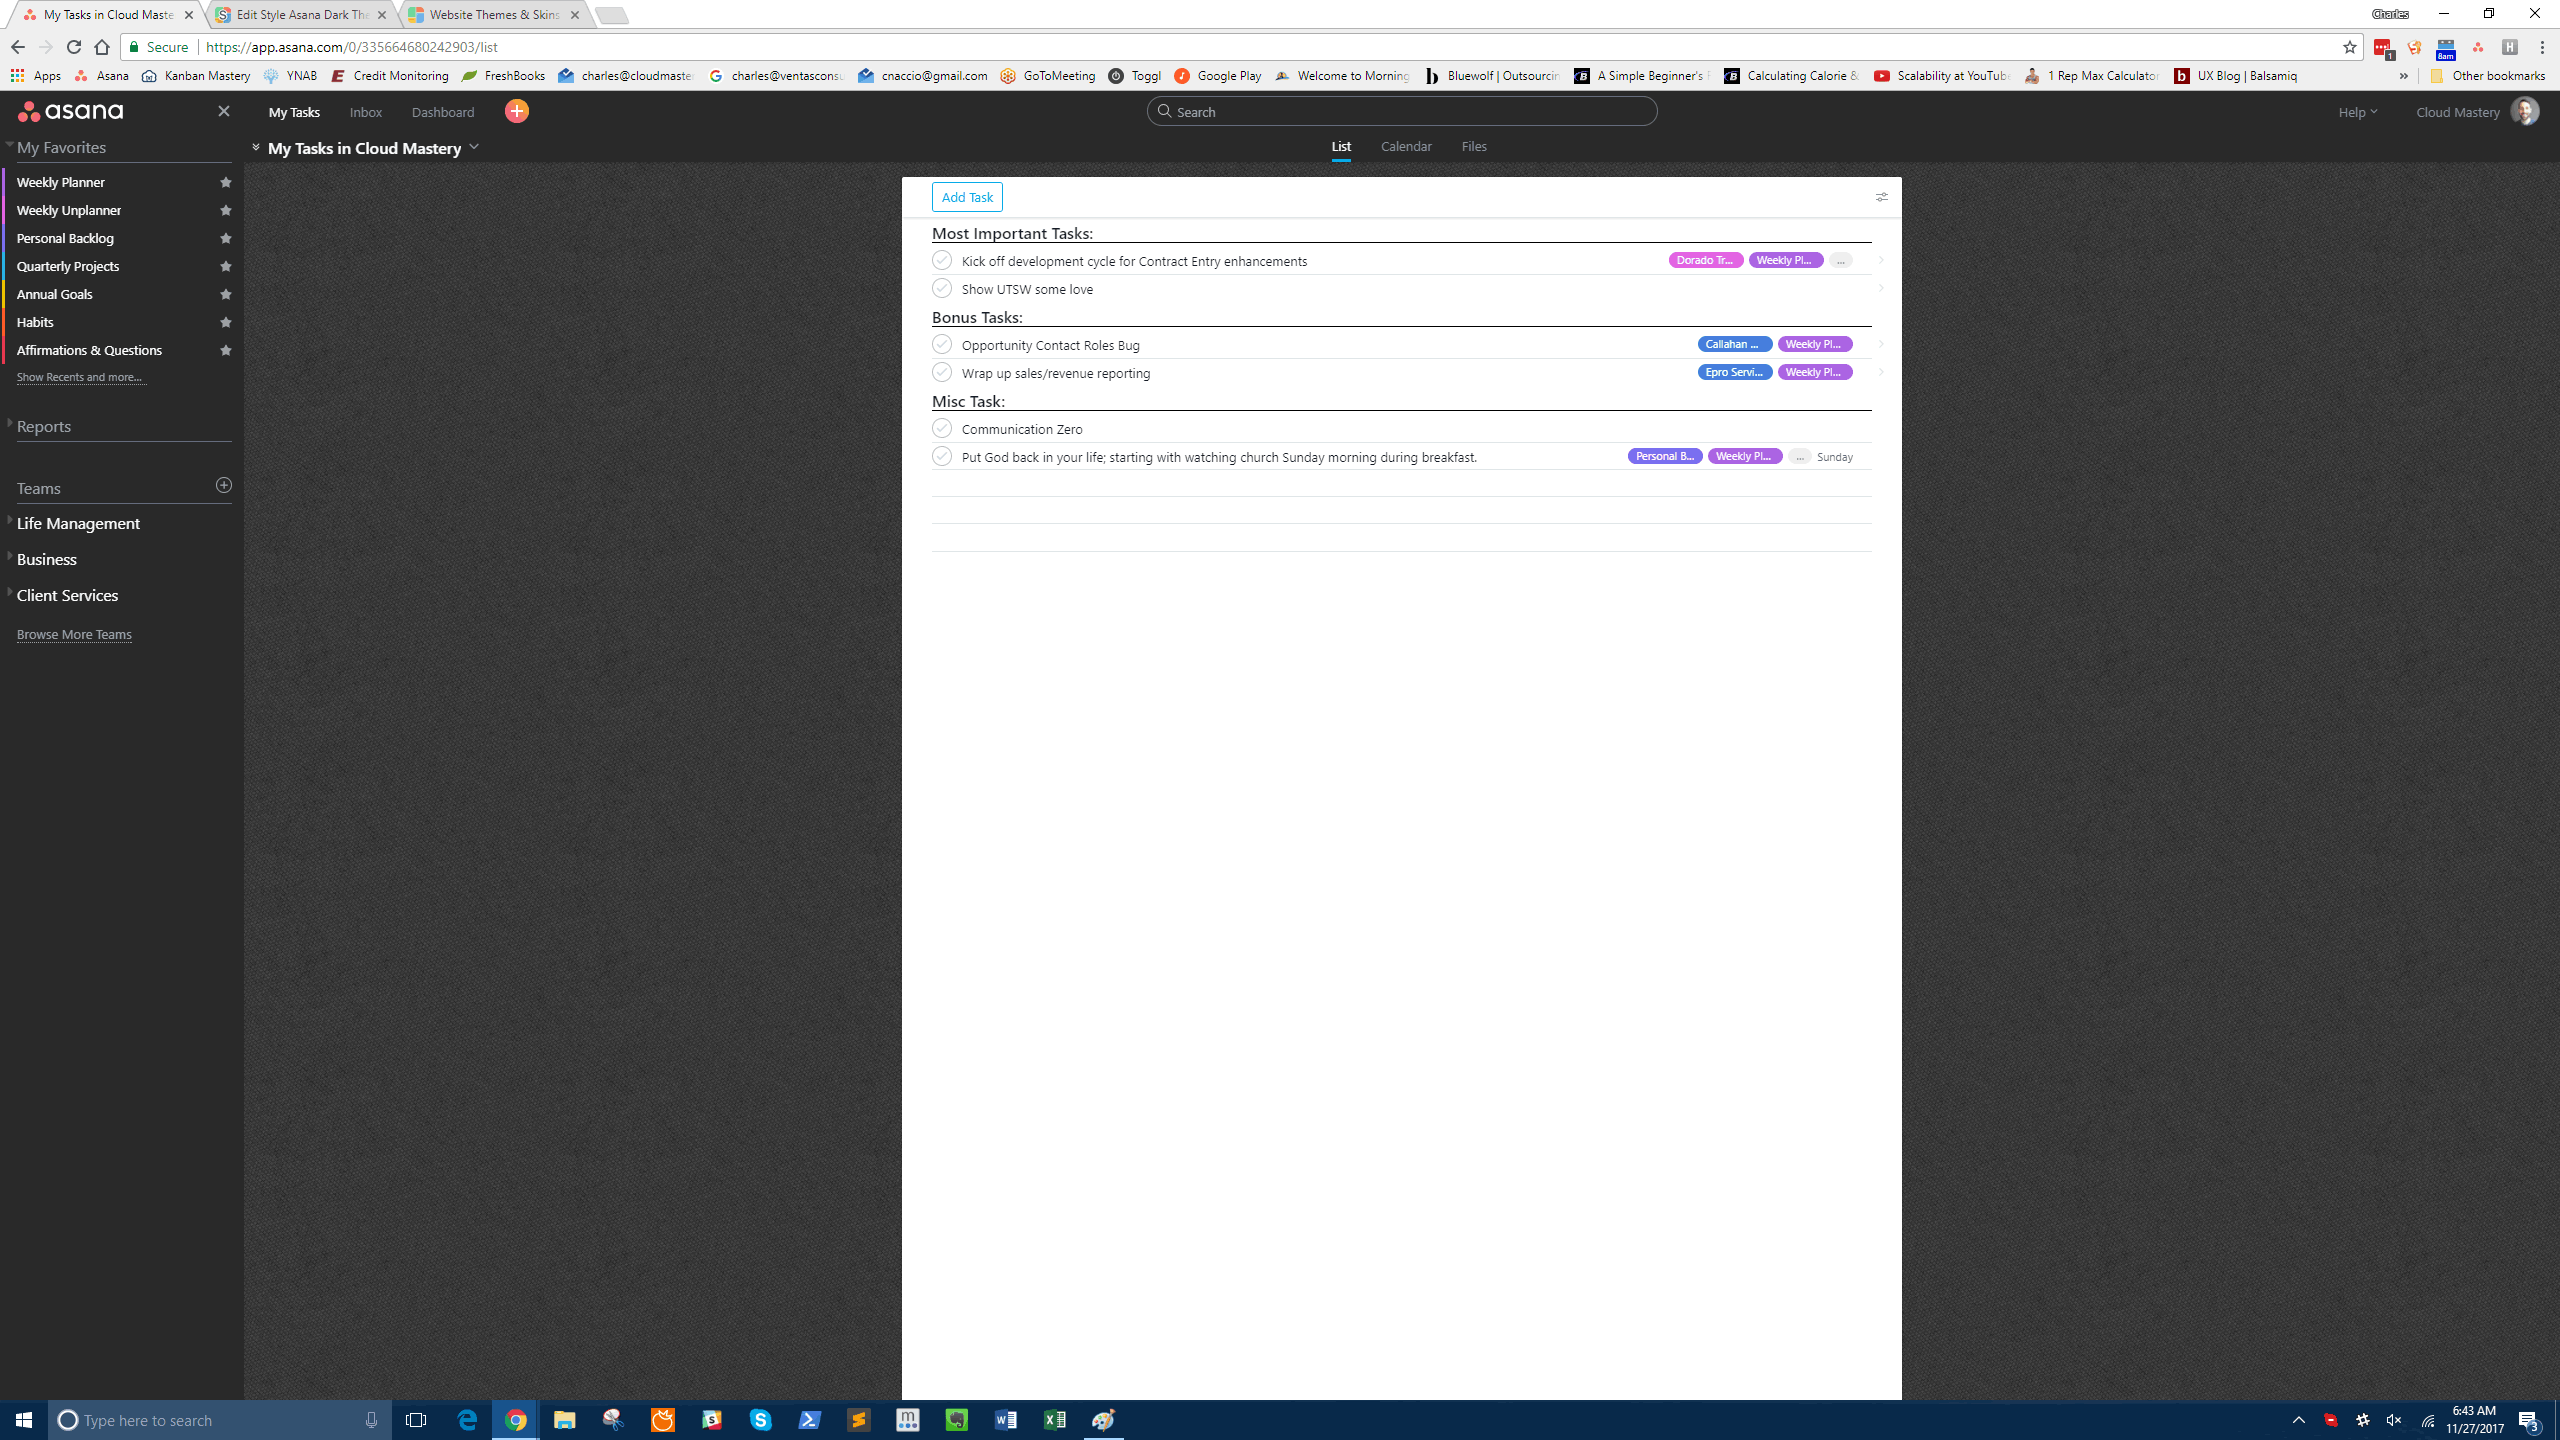 My Tasks in Cloud Maste
Edit Style Asana Dark The
Website Themes & Skins
Charles
Secure
https://app.asana.com/0/335664680242903/list
1
8am
H
Apps
Asana
Kanban Mastery
YNAB
Credit Monitoring
FreshBooks
charles@cloudmaste
charles@ventasconsu
cnaccio@gmail.com
GoToMeeting
Toggl
Google Play
Welcome to Morning
Bluewolf | Outsourcin
A Simple Beginner's
Calculating Calorie &
Scalability at YouTube
1 Rep Max Calculator
UX Blog | Balsamiq
Other bookmarks
asana
My Tasks
Inbox
Dashboard
Search
Help
Cloud Mastery
My Favorites
My Tasks in Cloud Mastery
List
Calendar
Files
Weekly Planner
Weekly Unplanner
Personal Backlog
Quarterly Projects
Annual Goals
Habits
Affirmations & Questions
Show Recents and more...
Reports
Teams
Life Management
Business
Client Services
Browse More Teams
Add Task
Most Important Tasks:
Kick off development cycle for Contract Entry enhancements
Dorado Tr...
Weekly Pl...
...
Show UTSW some love
Bonus Tasks:
Opportunity Contact Roles Bug
Callahan ...
Weekly Pl...
Wrap up sales/revenue reporting
Epro Servi...
Weekly Pl...
Misc Task:
Communication Zero
Put God back in your life; starting with watching church Sunday morning during breakfast.
Personal B...
Weekly Pl...
...
Sunday
Type here to search
6:43 AM
11/27/2017
3